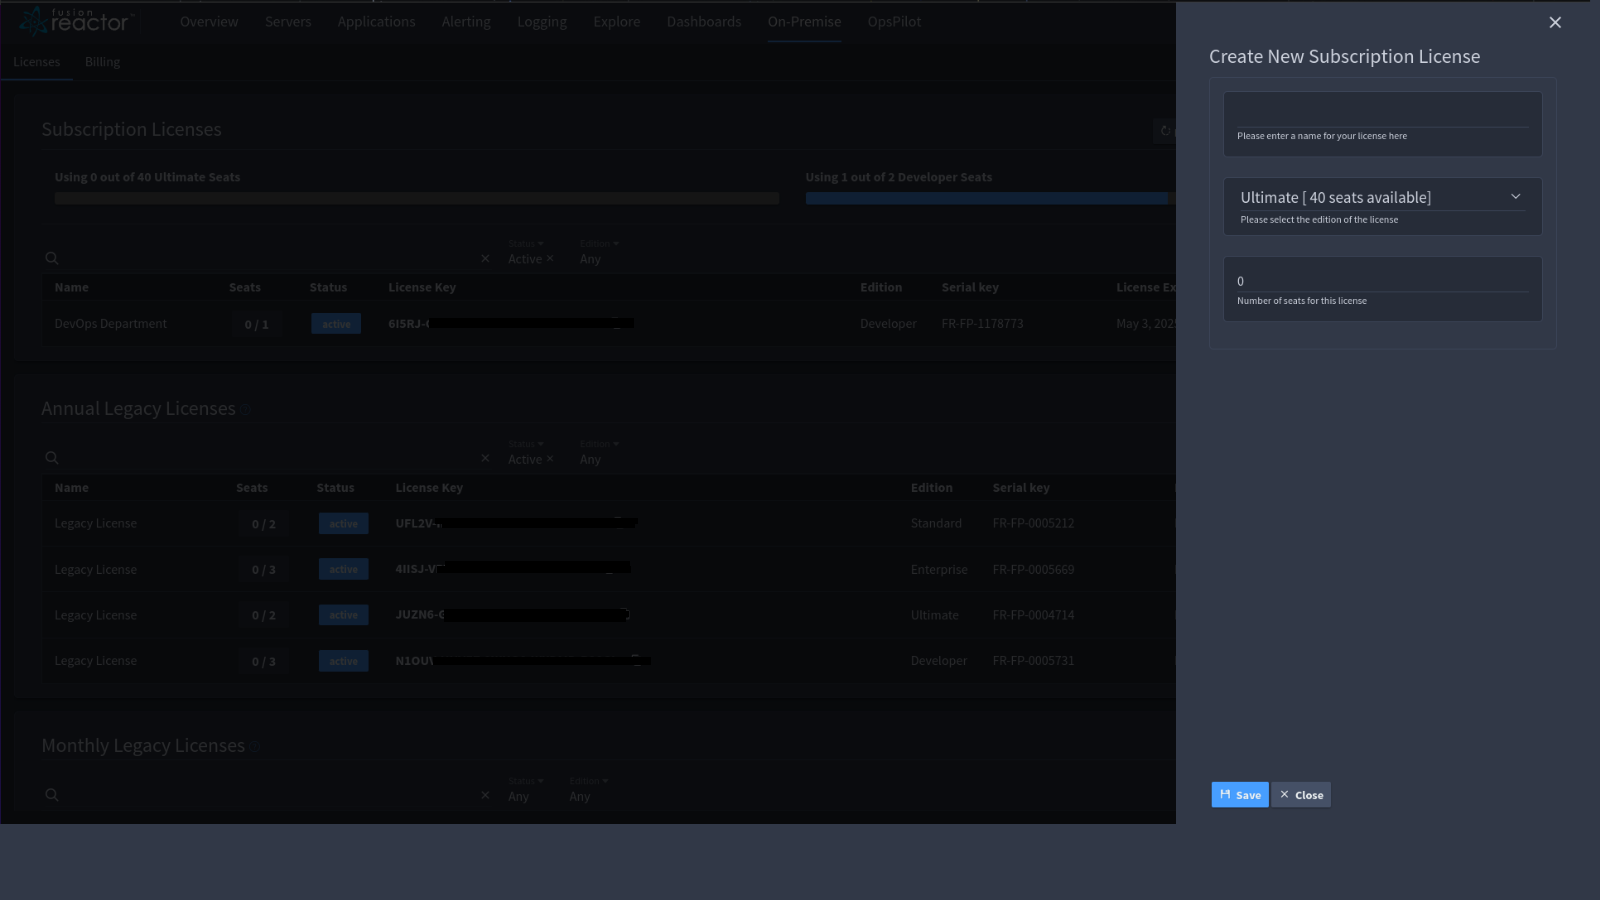 fusion
reactor
Overview Servers Applications Alerting Logging Explore Dashboards On-Premise OpsPilot
Licenses Billing
Subscription Licenses
Using 0 out of 40 Ultimate Seats Using 1 out of 2 Developer Seats
Status Edition
Active × Any
Name Seats Status License Key Edition Serial key License Ex
DevOps Department 0 / 1 active 6I5RJ- Developer FR-FP-1178773 May 3, 202
Annual Legacy Licenses
Status Edition
Active × Any
Name Seats Status License Key Edition Serial key
Legacy License 0 / 2 active UFL2V- Standard FR-FP-0005212
Legacy License 0 / 3 active 4IISJ- Enterprise FR-FP-0005669
Legacy License 0 / 2 active JUZN6- Ultimate FR-FP-0004714
Legacy License 0 / 3 active N1OU Developer FR-FP-0005731
Monthly Legacy Licenses
Status Edition
Any Any
Create New Subscription License
Please enter a name for your license here
Ultimate [ 40 seats available]
Please select the edition of the license
0
Number of seats for this license
Save × Close